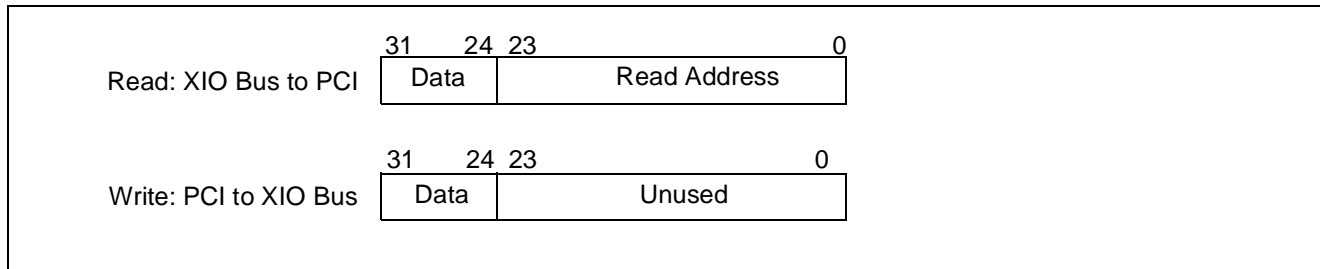 31 24 23 0
Read: XIO Bus to PCI Data Read Address
31 24 23 0
Write: PCI to XIO Bus Data Unused